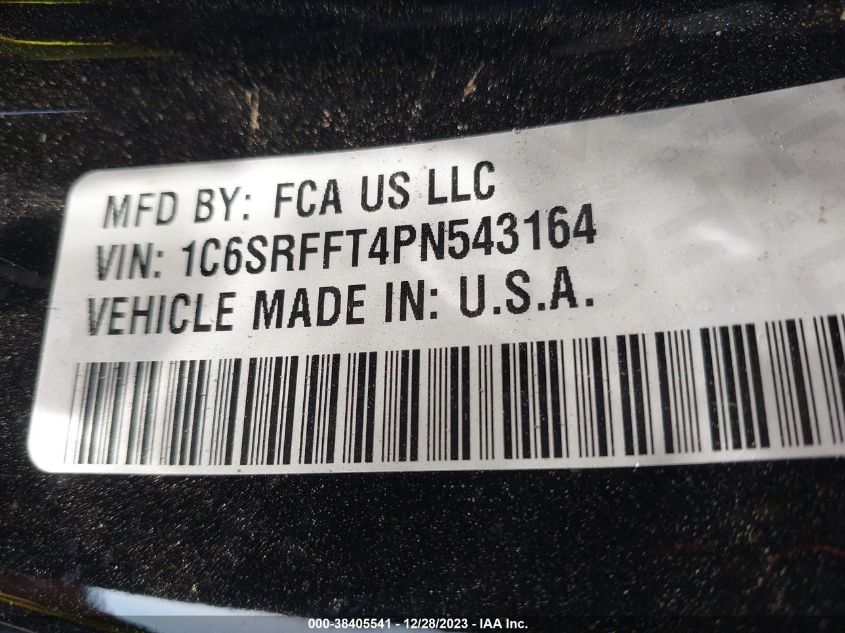 MFD BY: FCA US LLC
VIN: 1C6SRFFT4PN543164
VEHICLE MADE IN: U.S.A.
000-38405541 - 12/28/2023 - IAA Inc.